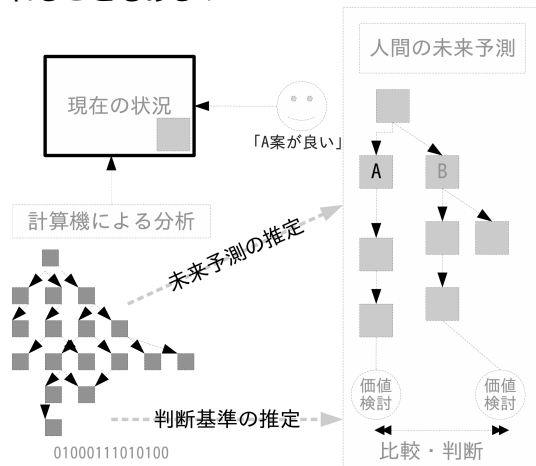 人間の未来予測
現在の状況
「A案が良い」
A
B
計算機による分析
未来予測の推定
価値
検討
価値
検討
判断基準の推定
比較・判断
01000111010100